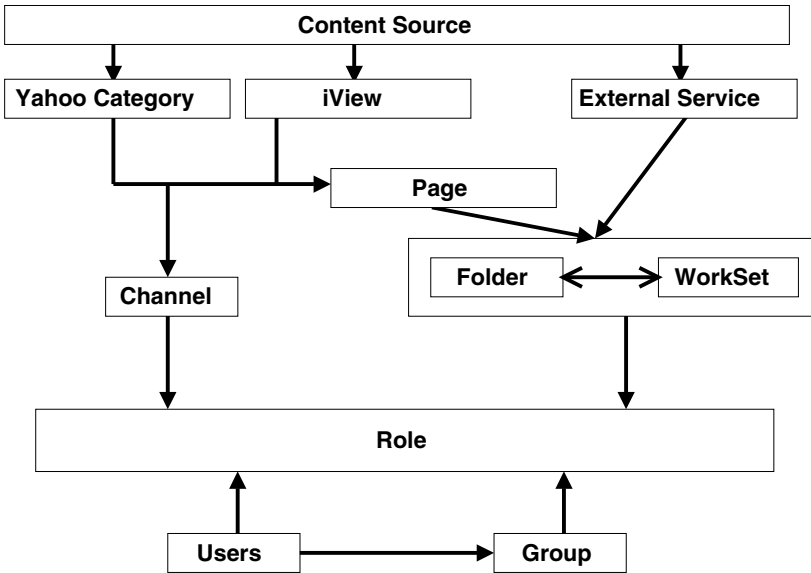 Content Source
Yahoo Category
iView
External Service
Page
Folder
WorkSet
Channel
Role
Users
Group